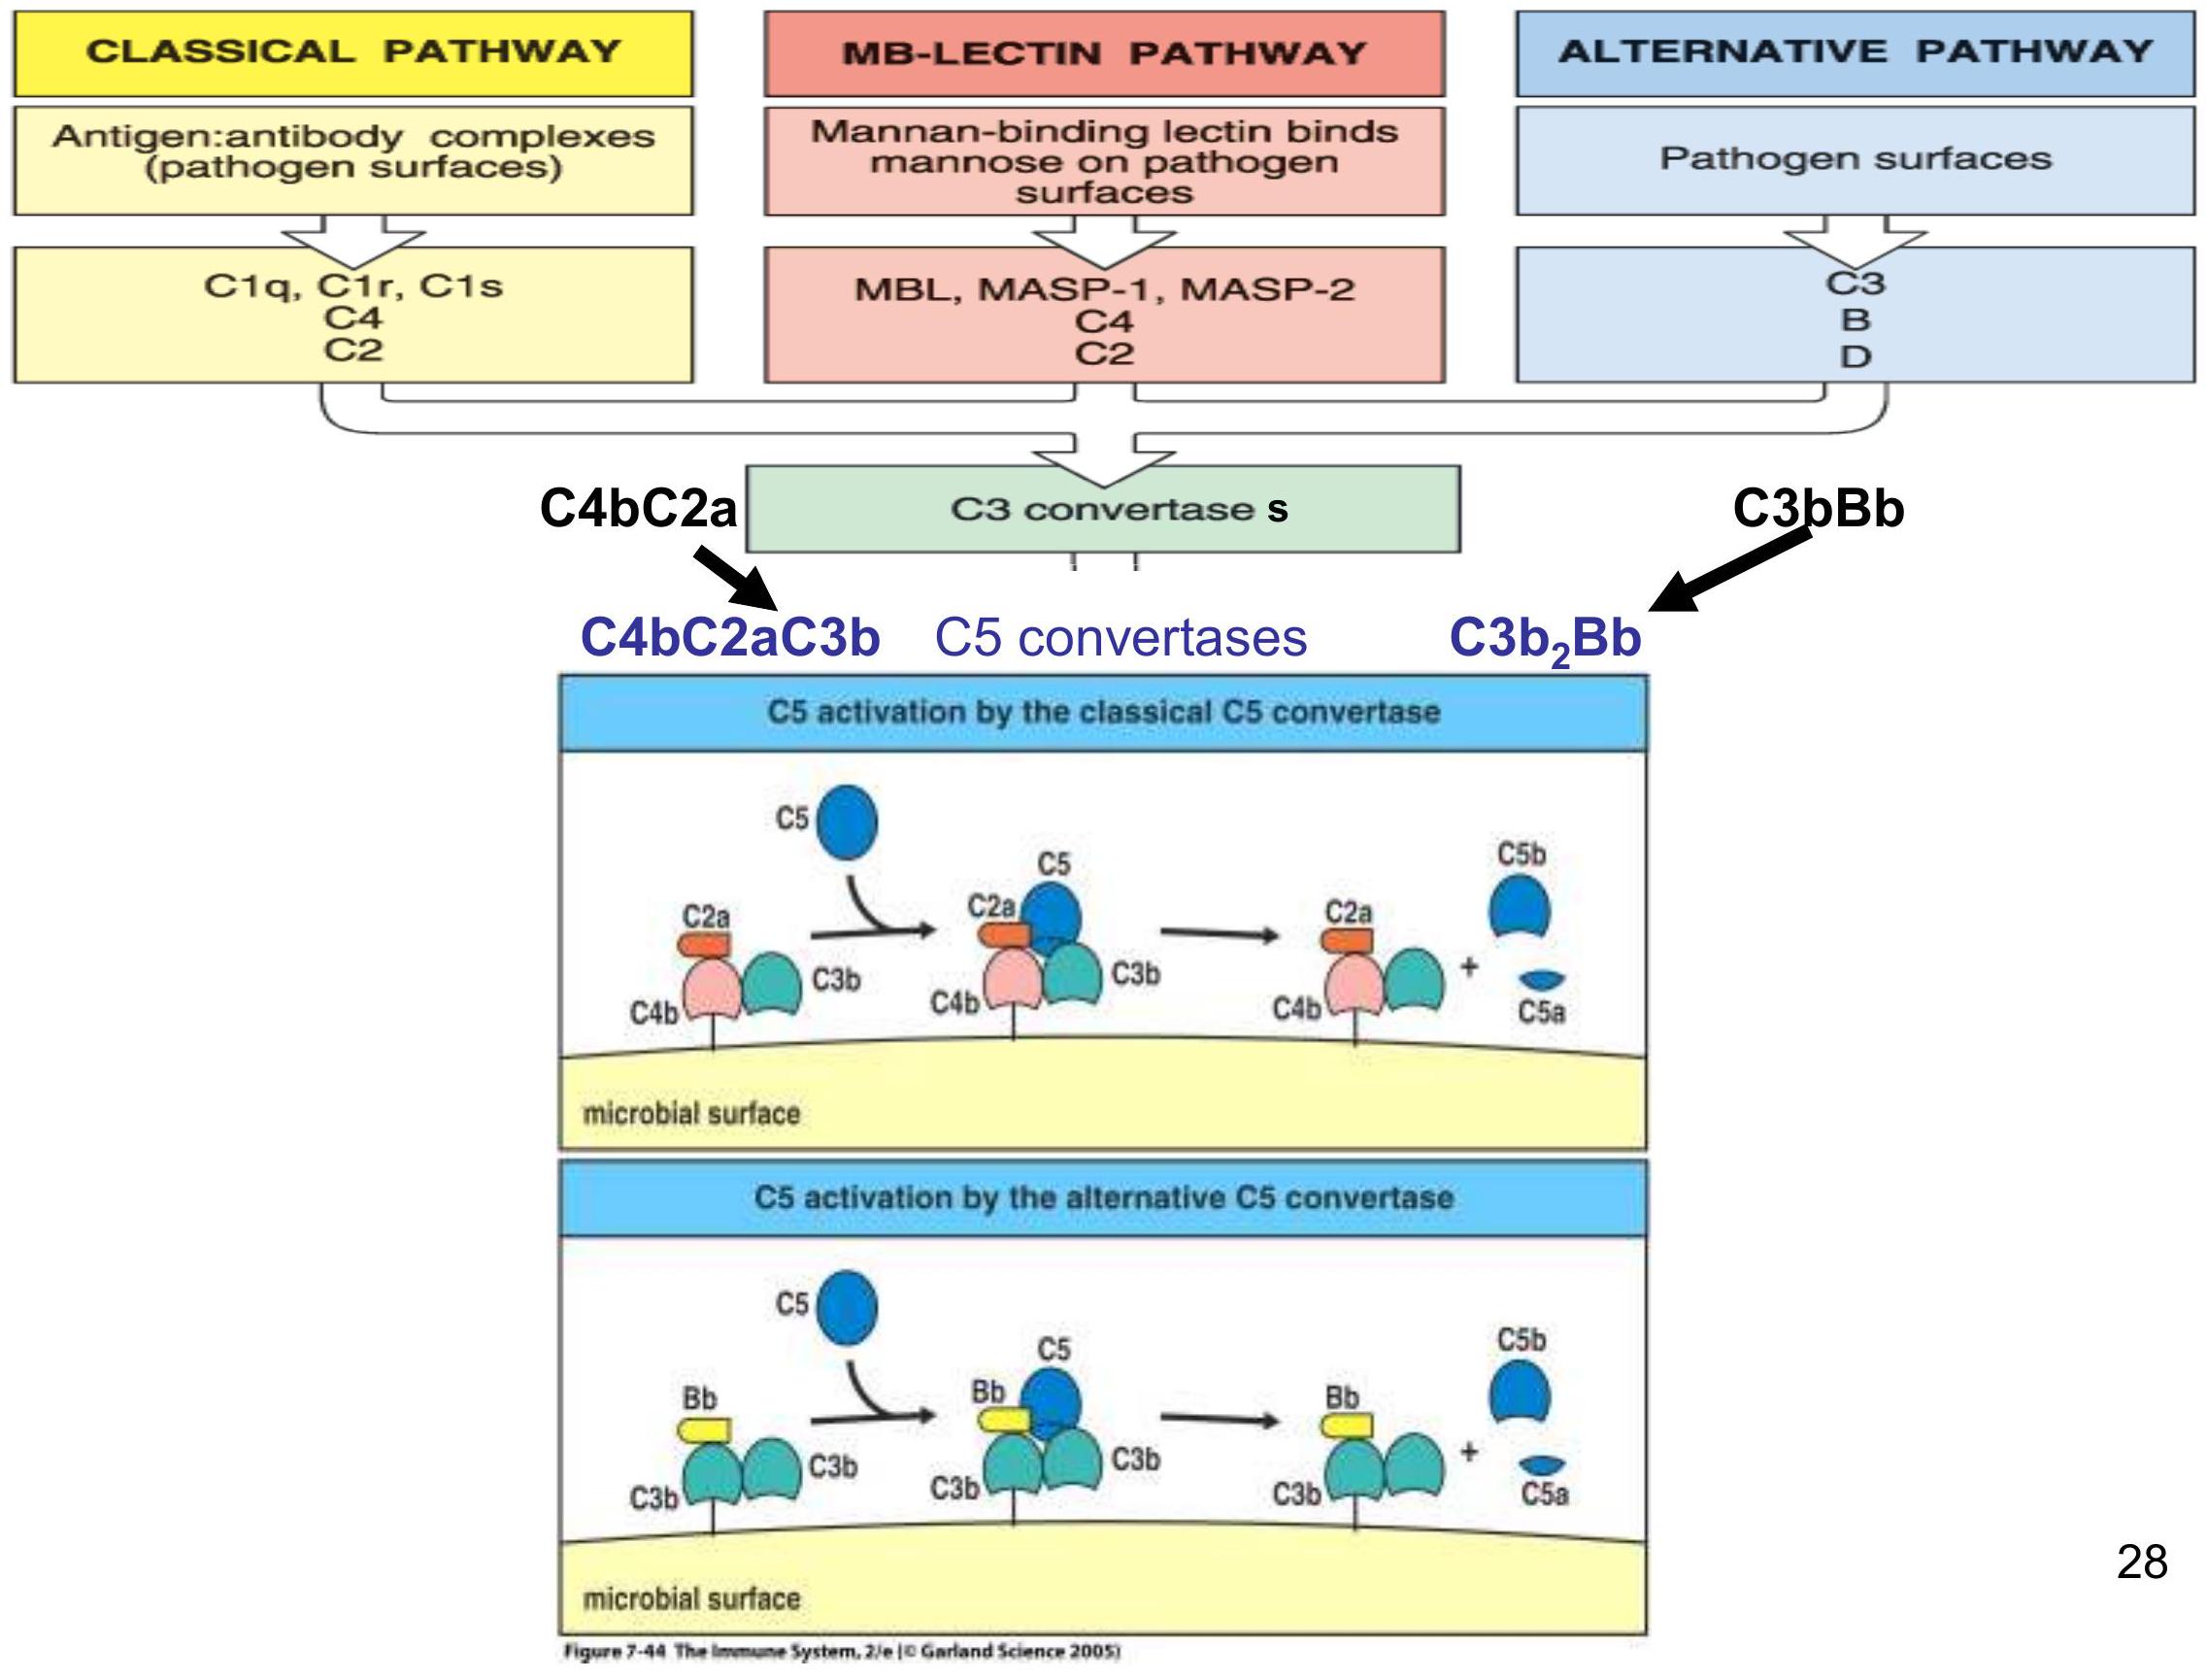 CLASSICAL PATHWAY
MB-LECTIN PATHWAY
ALTERNATIVE PATHWAY
Antigen:antibody complexes
(pathogen surfaces)
Mannan-binding lectin binds
mannose on pathogen
surfaces
Pathogen surfaces
C1q, C1r, C1s
C4
C2
MBL, MASP-1, MASP-2
C4
C2
C3
B
D
C4bC2a
C3 convertase s
C3bBb
C4bC2aC3b
C5 convertases
C3b₂Bb
C5 activation by the classical C5 convertase
C5
C2a
C4b
C3b
C5
C2a
C4b
C3b
C2a
C4b
+
C5b
C5a
microbial surface
C5 activation by the alternative C5 convertase
C5
Bb
C3b
C3b
C5
Bb
C3b
C3b
Bb
C3b
+
C5b
C5a
microbial surface
Figure 7-44 The Immune System, 2/e (© Garland Science 2005)
28